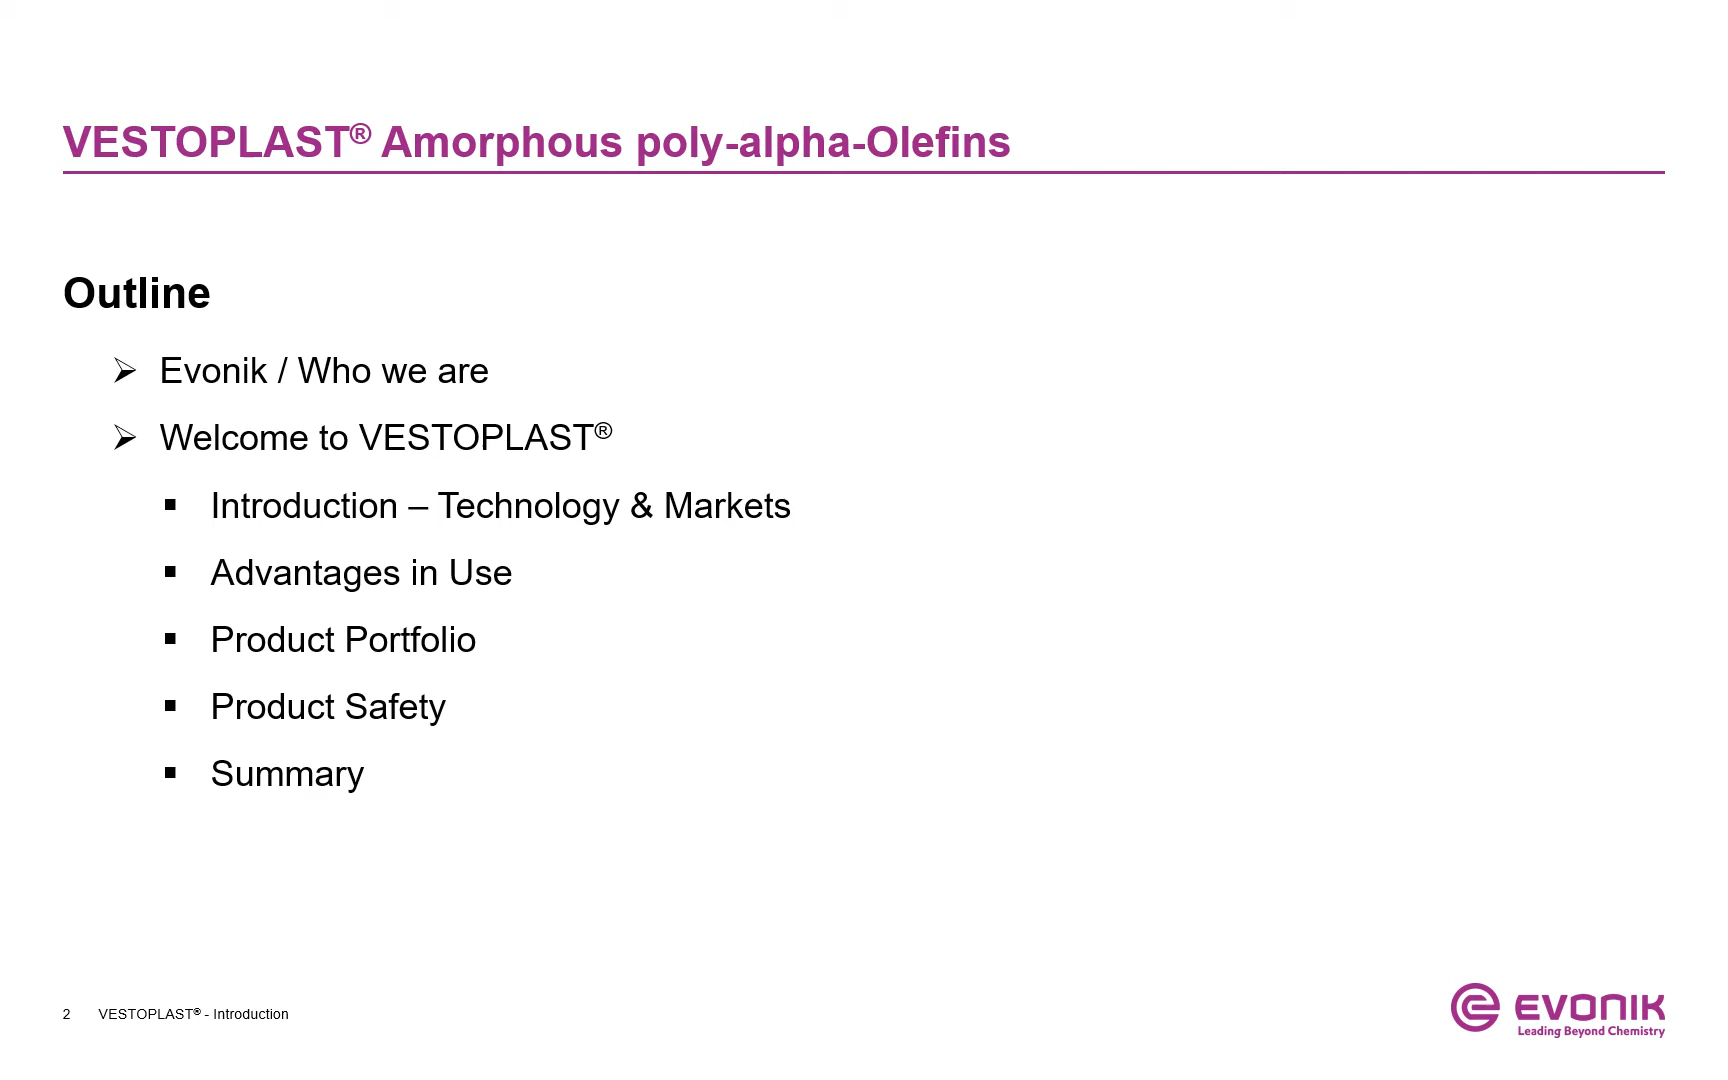 VESTOPLAST® Amorphous poly-alpha-Olefins
Outline
➢ Evonik / Who we are
➢ Welcome to VESTOPLAST®
▪ Introduction – Technology & Markets
▪ Advantages in Use
▪ Product Portfolio
▪ Product Safety
▪ Summary
2 VESTOPLAST® - Introduction
EVONIK
Leading Beyond Chemistry